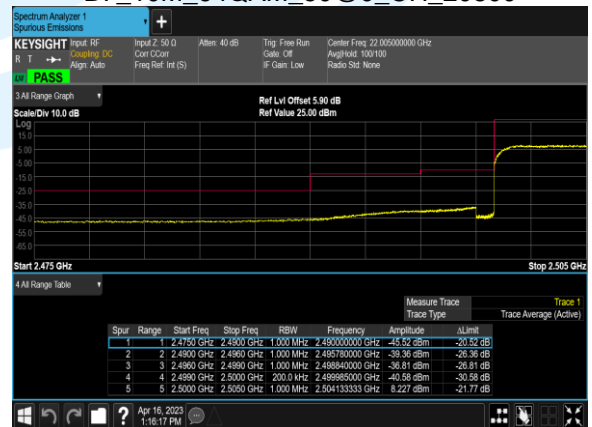 Spectrum Analyzer 1
Spurious Emissions
+
KEYSIGHT Input: RF
R T
Coupling: DC
Align: Auto
Input Z: 50 Ω
Corr CCorr
Freq Ref: Int (S)
Atten: 40 dB
Trig: Free Run
Gate: Off
IF Gain: Low
Center Freq: 22.005000000 GHz
Avg|Hold: 100/100
Radio Std: None
LV PASS
3 All Range Graph
Scale/Div 10.0 dB
Ref Lvl Offset 5.90 dB
Ref Value 25.00 dBm
Log
15.0
5.00
-5.00
-15.0
-25.0
-35.0
-45.0
-55.0
-65.0
Start 2.475 GHz
Stop 2.505 GHz
4 All Range Table
Measure Trace Trace 1
Trace Type Trace Average (Active)
Spur Range Start Freq Stop Freq RBW Frequency Amplitude ΔLimit
1 1 2.4750 GHz 2.4900 GHz 1.000 MHz 2.490000000 GHz -45.52 dBm -20.52 dB
2 2 2.4900 GHz 2.4960 GHz 1.000 MHz 2.495780000 GHz -39.36 dBm -26.36 dB
3 3 2.4960 GHz 2.4990 GHz 1.000 MHz 2.498840000 GHz -36.81 dBm -26.81 dB
4 4 2.4990 GHz 2.5000 GHz 200.0 kHz 2.499985000 GHz -40.58 dBm -30.58 dB
5 5 2.5000 GHz 2.5050 GHz 1.000 MHz 2.504133333 GHz 8.227 dBm -21.77 dB
?
Apr 16, 2023
1:16:17 PM